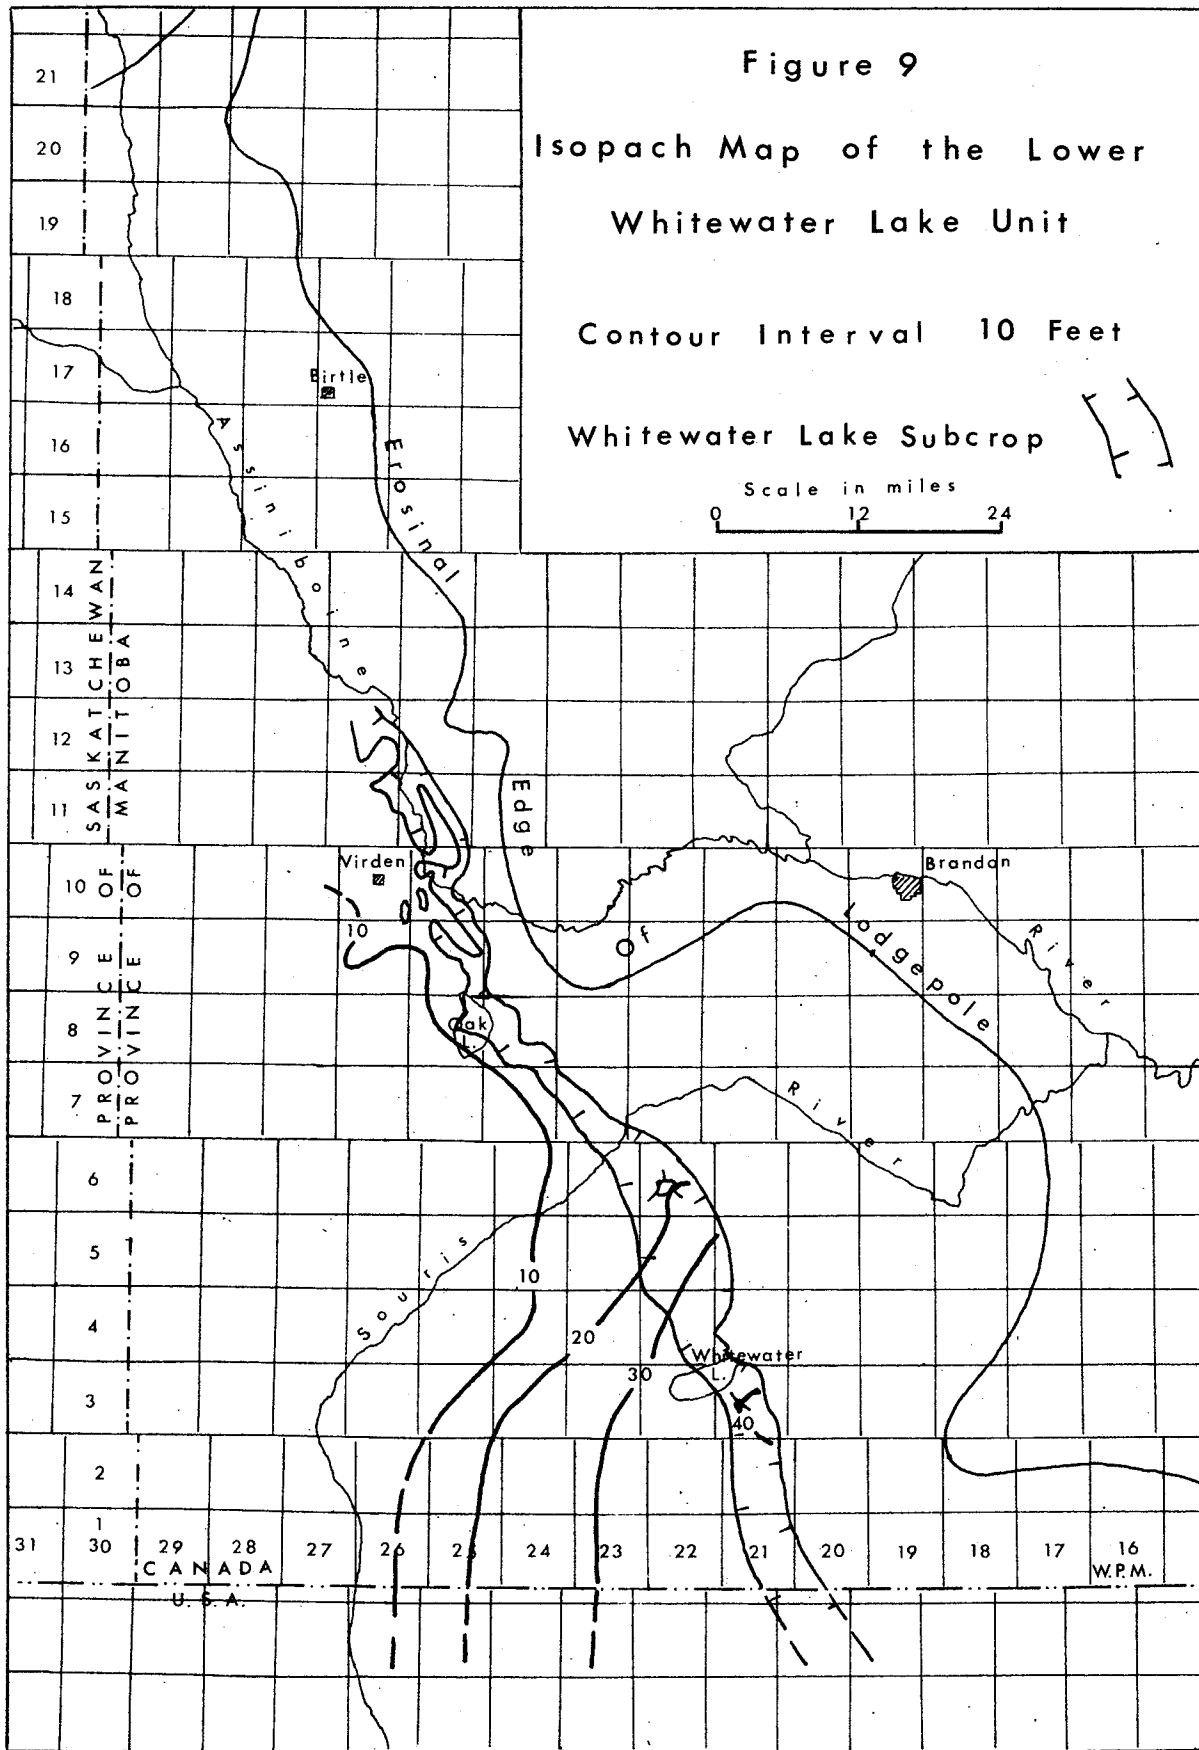 Figure 9
Isopach Map of the Lower
Whitewater Lake Unit
Contour Interval 10 Feet
Whitewater Lake Subcrop
Scale in miles
0 12 24
21
20
19
18
17
16
15
14
13
12
11
10
9
8
7
6
5
4
3
2
1
31 30 29 28 27 26 25 24 23 22 21 20 19 18 17 16
W.P.M.
CANADA
U.S.A.
PROVINCE OF SASKATCHEWAN
PROVINCE OF MANITOBA
Birtle
Assiniboine
Erosinal
Edge
Of
Lodgepole
Virden
Brandon
River
Oak
L.
River
Souris
Whitewater
L.
10
10
20
30
40